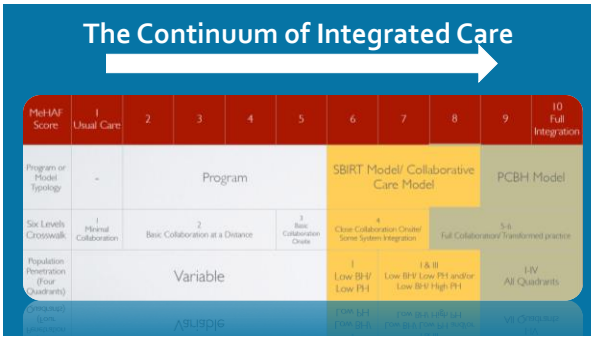 The Continuum of Integrated Care
MeHAF Score
1 Usual Care
2
3
4
5
6
7
8
9
10 Full Integration
Program or Model Typology
-
Program
SBIRT Model/ Collaborative Care Model
PCBH Model
Six Levels Crosswalk
1 Minimal Collaboration
2 Basic Collaboration at a Distance
3 Basic Collaboration Onsite
4 Close Collaboration Onsite/ Some System Integration
5-6 Full Collaboration/ Transformed practice
Population Penetration (Four Quadrants)
Variable
I Low BH/ Low PH
I & III Low BH/ Low PH and/or Low BH/ High PH
I-IV All Quadrants